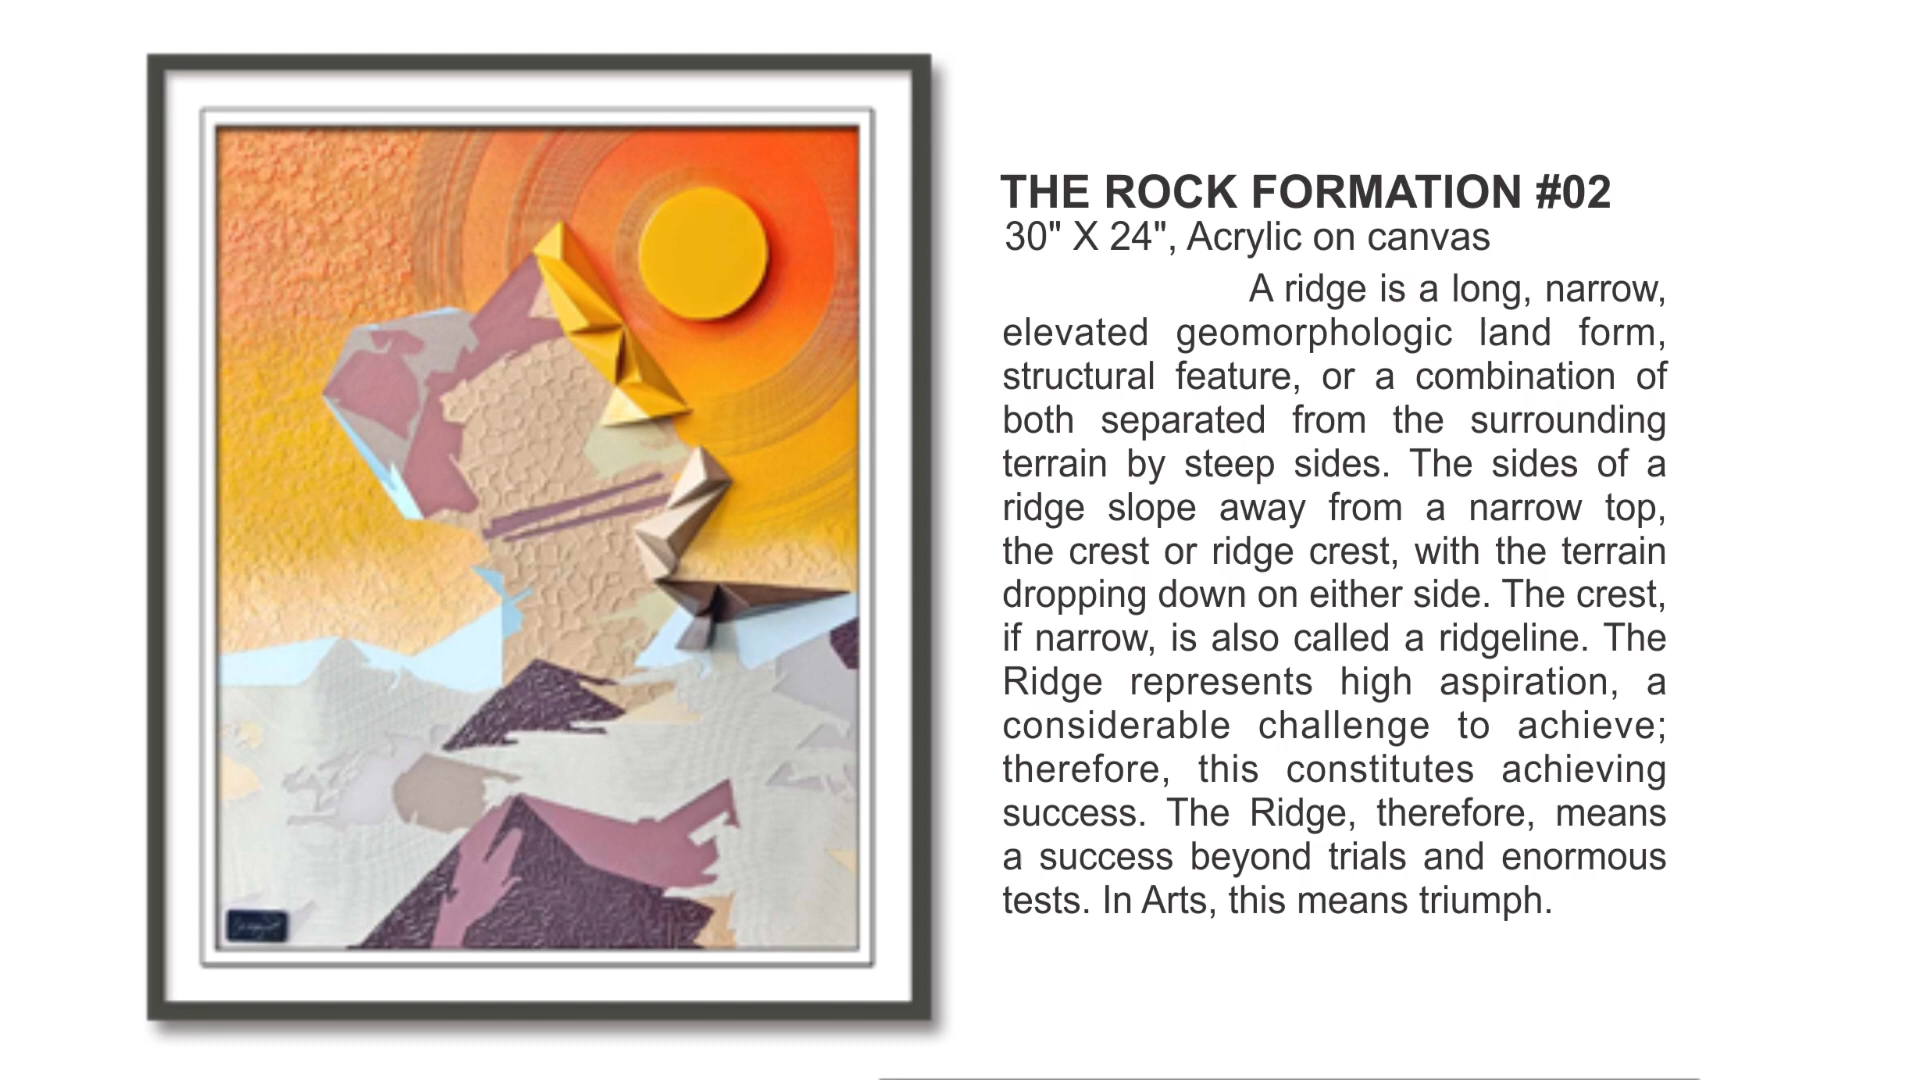 THE ROCK FORMATION #02
30" X 24", Acrylic on canvas
A ridge is a long, narrow,
elevated geomorphologic land form,
structural feature, or a combination of
both separated from the surrounding
terrain by steep sides. The sides of a
ridge slope away from a narrow top,
the crest or ridge crest, with the terrain
dropping down on either side. The crest,
if narrow, is also called a ridgeline. The
Ridge represents high aspiration, a
considerable challenge to achieve;
therefore, this constitutes achieving
success. The Ridge, therefore, means
a success beyond trials and enormous
tests. In Arts, this means triumph.